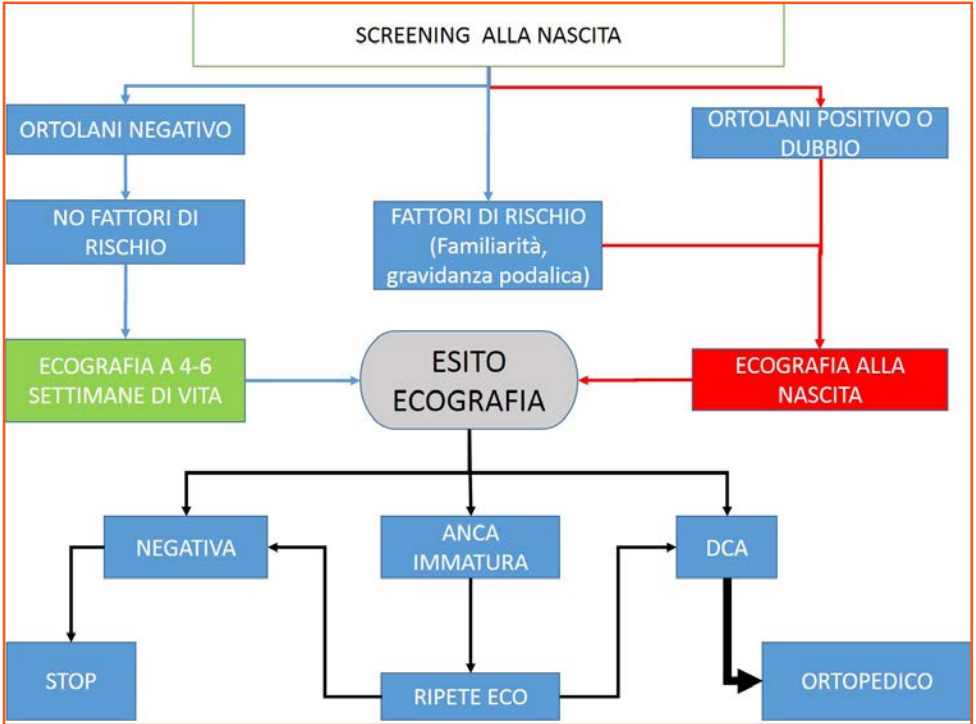 SCREENING ALLA NASCITA
ORTOLANI NEGATIVO
ORTOLANI POSITIVO O
DUBBIO
NO FATTORI DI
RISCHIO
FATTORI DI RISCHIO
(Familiarità,
gravidanza podalica)
ECOGRAFIA A 4-6
SETTIMANE DI VITA
ESITO
ECOGRAFIA
ECOGRAFIA ALLA
NASCITA
NEGATIVA
ANCA
IMMATURA
DCA
STOP
RIPETE ECO
ORTOPEDICO